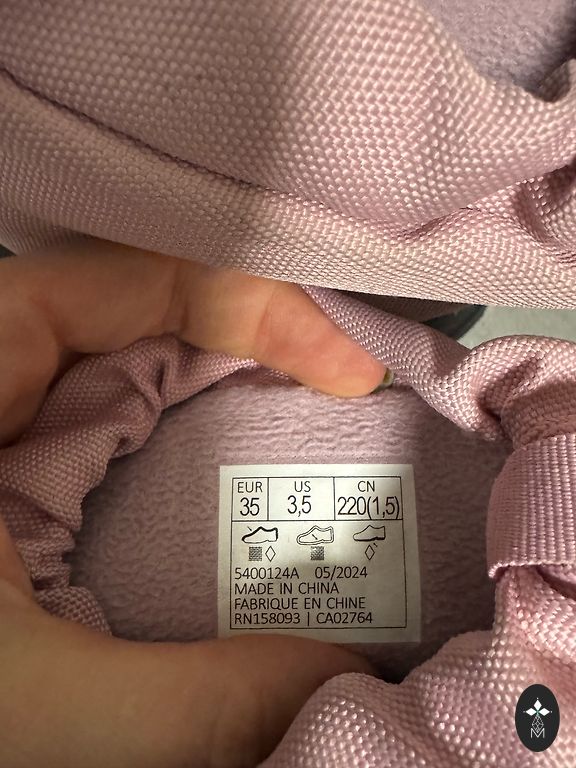 EUR US CN
35 3,5 220(1,5)
5400124A 05/2024
MADE IN CHINA
FABRIQUE EN CHINE
RN158093 | CA02764
M